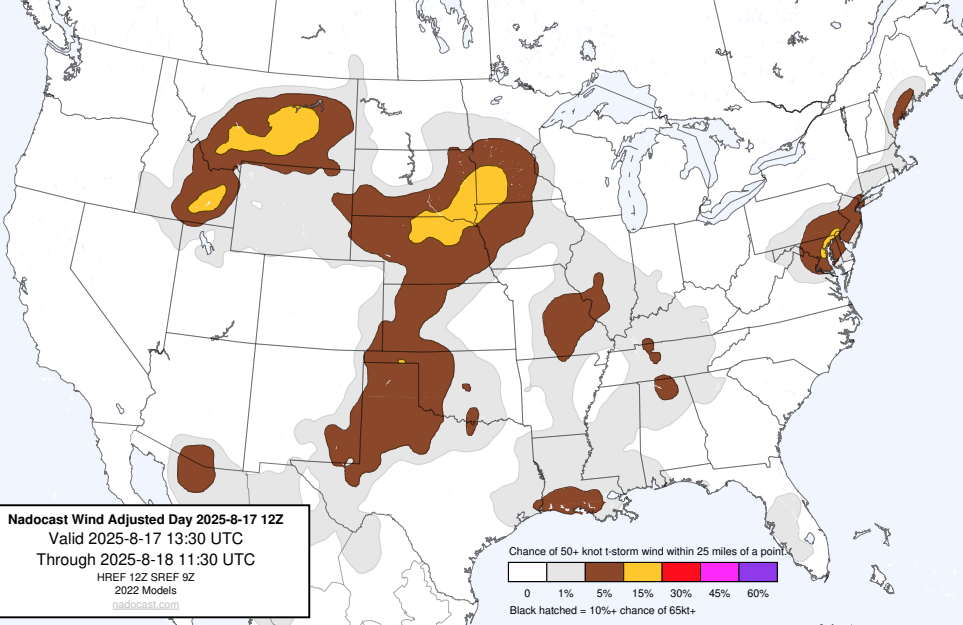 Nadocast Wind Adjusted Day 2025-8-17 12Z
Valid 2025-8-17 13:30 UTC
Through 2025-8-18 11:30 UTC
HREF 12Z SREF 9Z
2022 Models
nadocast.com
Chance of 50+ knot t-storm wind within 25 miles of a point.
0 1% 5% 15% 30% 45% 60%
Black hatched = 10%+ chance of 65kt+